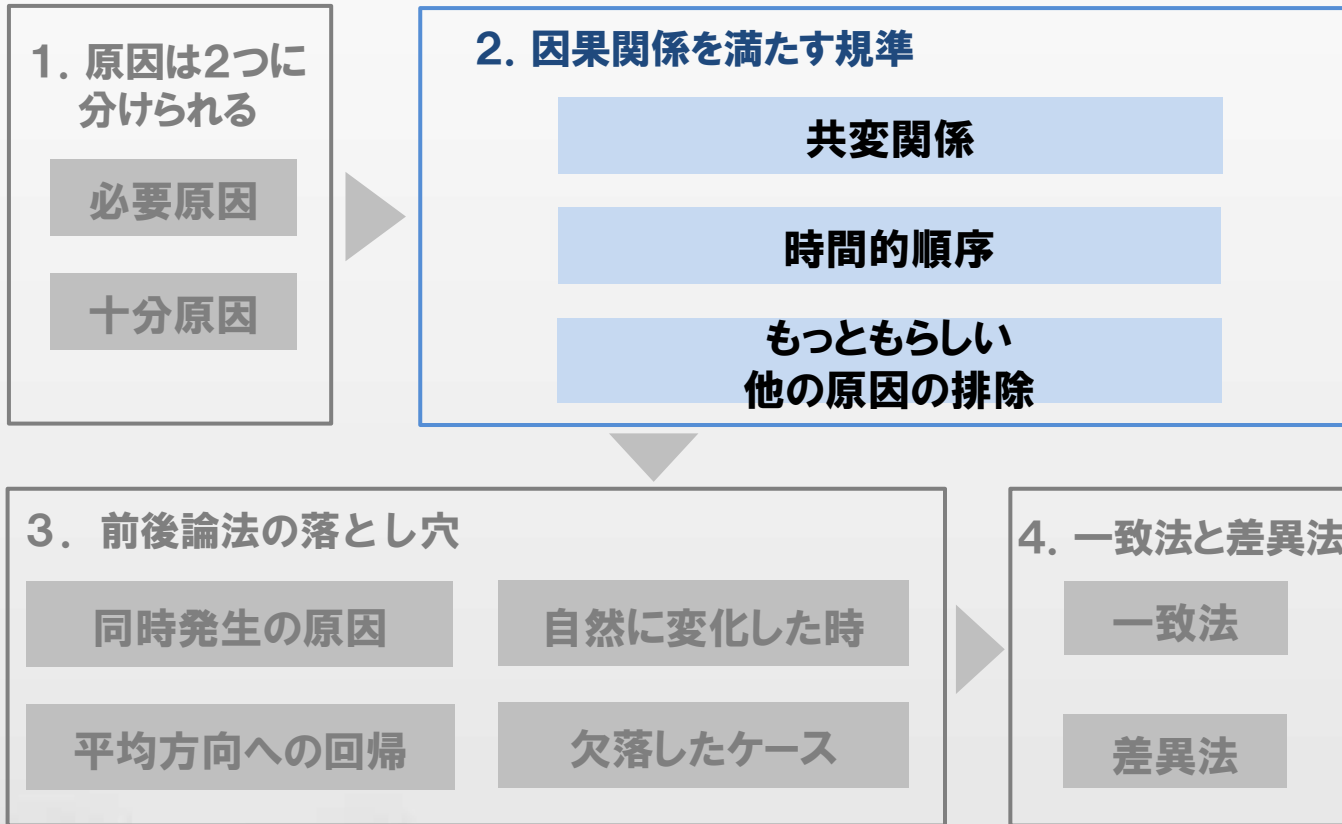 1. 原因は2つに
分けられる
必要原因
十分原因
2. 因果関係を満たす規準
共変関係
時間的順序
もっともらしい
他の原因の排除
3. 前後論法の落とし穴
同時発生の原因
自然に変化した時
平均方向への回帰
欠落したケース
4. 一致法と差異法
一致法
差異法